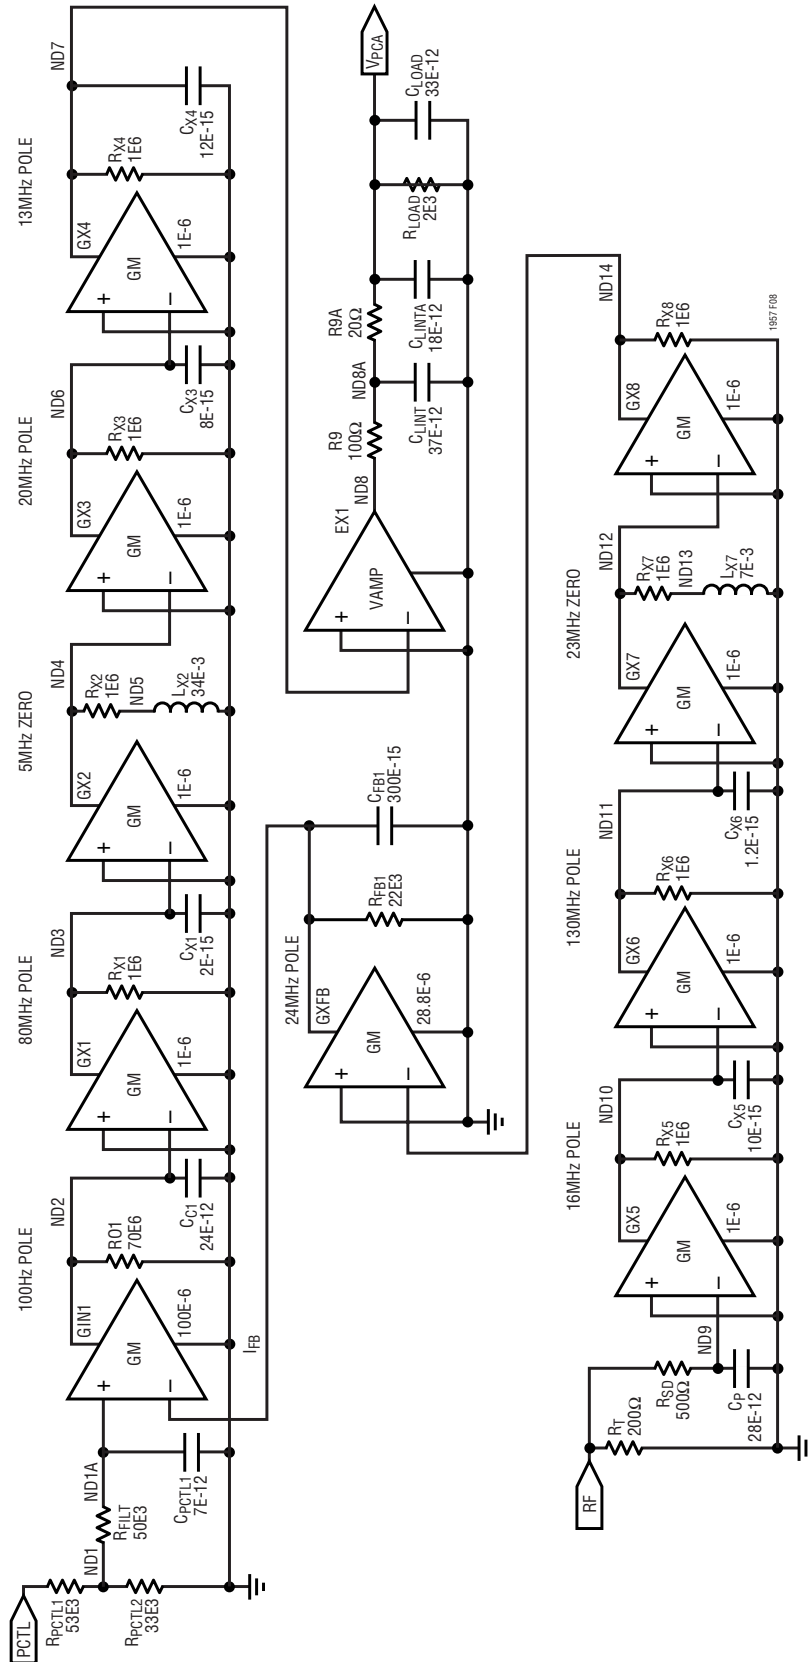 100Hz POLE
80MHz POLE
5MHz ZERO
20MHz POLE
13MHz POLE
PCTL
RPCTL1
53E3
RPCTL2
33E3
ND1
RFILT
50E3
ND1A
CPCTL1
7E-12
+
–
GIN1
GM
100E-6
IFB
RO1
70E6
ND2
CC1
24E-12
+
–
GX1
GM
1E-6
RX1
1E6
ND3
CX1
2E-15
+
–
GX2
GM
1E-6
RX2
1E6
ND5
LX2
34E-3
ND4
+
–
GX3
GM
1E-6
RX3
1E6
ND6
CX3
8E-15
+
–
GX4
GM
1E-6
RX4
1E6
CX4
12E-15
ND7
24MHz POLE
+
–
GXFB
GM
28.8E-6
RFB1
22E3
CFB1
300E-15
+
–
EX1
VAMP
ND8
R9
100Ω
ND8A
CLINT
37E-12
R9A
20Ω
CLINTA
18E-12
RLOAD
2E3
CLOAD
33E-12
VPCA
16MHz POLE
130MHz POLE
23MHz ZERO
RF
RT
200Ω
RSD
500Ω
CP
28E-12
ND9
+
–
GX5
GM
1E-6
RX5
1E6
ND10
CX5
10E-15
+
–
GX6
GM
1E-6
RX6
1E6
ND11
CX6
1.2E-15
+
–
GX7
GM
1E-6
RX7
1E6
ND13
LX7
7E-3
ND12
+
–
GX8
GM
1E-6
RX8
1E6
ND14
1957 F08